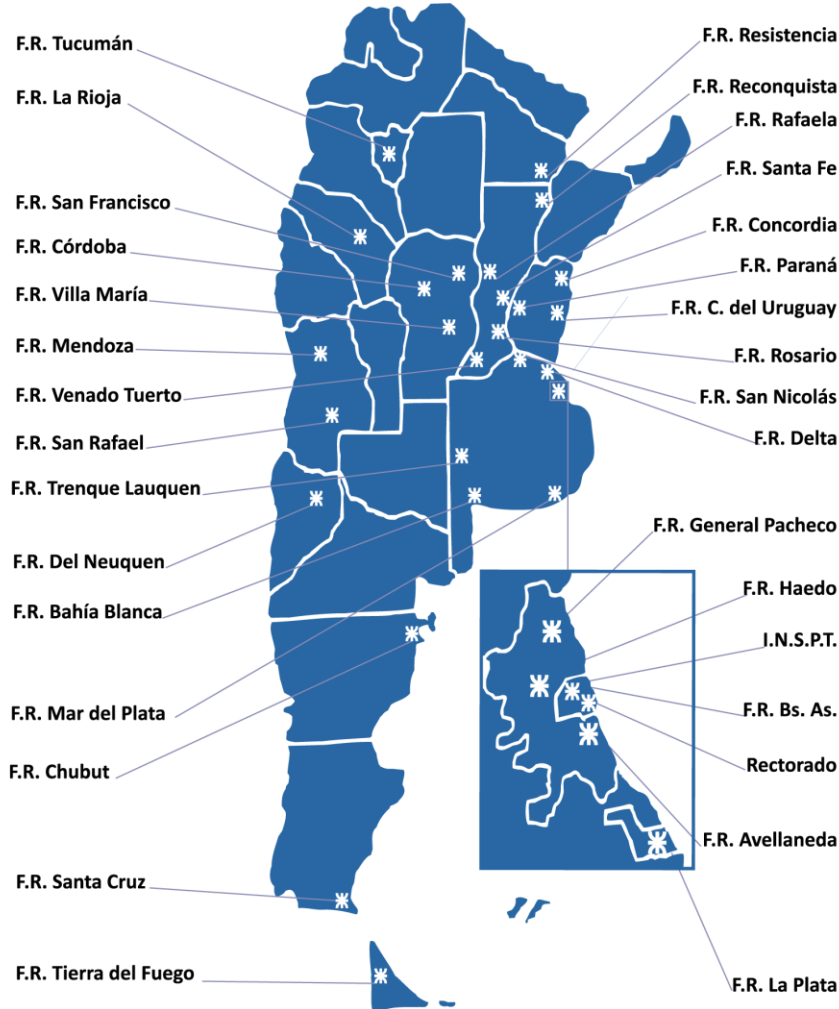 F.R. Tucumán
F.R. La Rioja
F.R. San Francisco
F.R. Córdoba
F.R. Villa María
F.R. Mendoza
F.R. Venado Tuerto
F.R. San Rafael
F.R. Trenque Lauquen
F.R. Del Neuquen
F.R. Bahía Blanca
F.R. Mar del Plata
F.R. Chubut
F.R. Santa Cruz
F.R. Tierra del Fuego
F.R. Resistencia
F.R. Reconquista
F.R. Rafaela
F.R. Santa Fe
F.R. Concordia
F.R. Paraná
F.R. C. del Uruguay
F.R. Rosario
F.R. San Nicolás
F.R. Delta
F.R. General Pacheco
F.R. Haedo
I.N.S.P.T.
F.R. Bs. As.
Rectorado
F.R. Avellaneda
F.R. La Plata